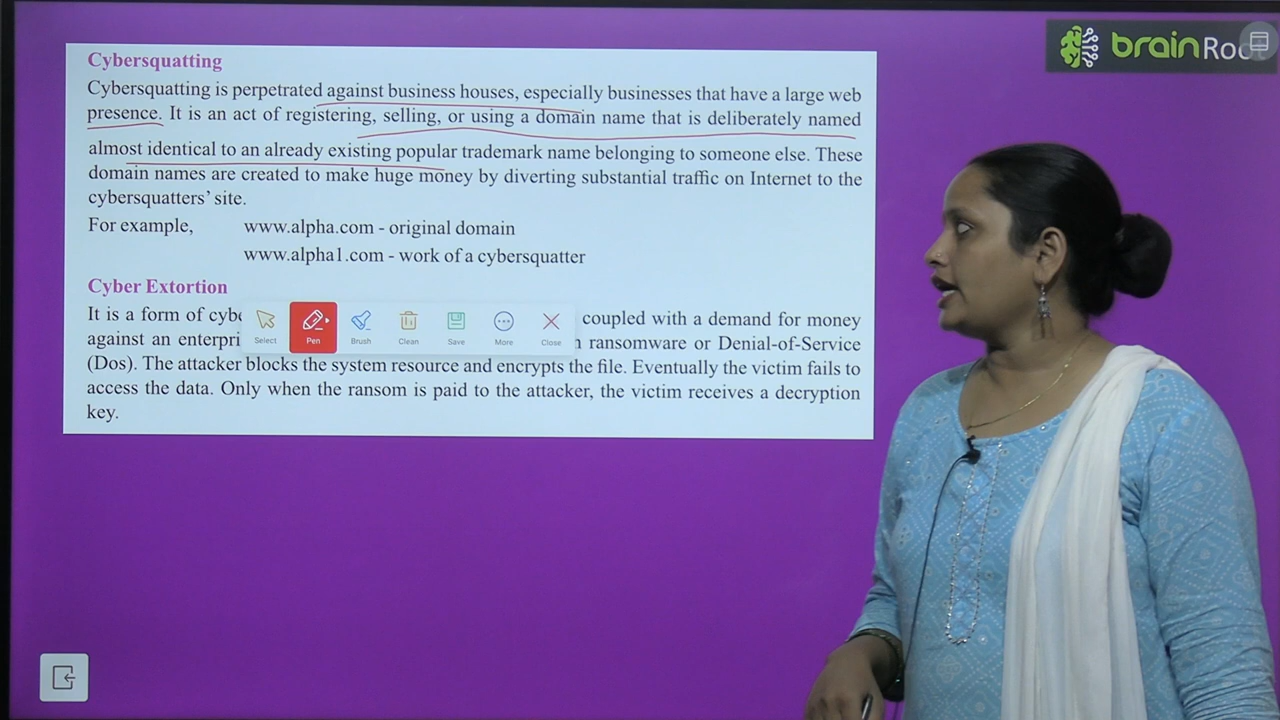 brainRoot
Cybersquatting
Cybersquatting is perpetrated against business houses, especially businesses that have a large web
presence. It is an act of registering, selling, or using a domain name that is deliberately named
almost identical to an already existing popular trademark name belonging to someone else. These
domain names are created to make huge money by diverting substantial traffic on Internet to the
cybersquatters' site.
For example, www.alpha.com - original domain
www.alpha1.com - work of a cybersquatter
Cyber Extortion
It is a form of coupled with a demand for money
against an ransomware or Denial-of-Service
Select Pen Brush Clean Save More Close
(Dos). The attacker blocks the system resource and encrypts the file. Eventually the victim fails to
access the data. Only when the ransom is paid to the attacker, the victim receives a decryption
key.